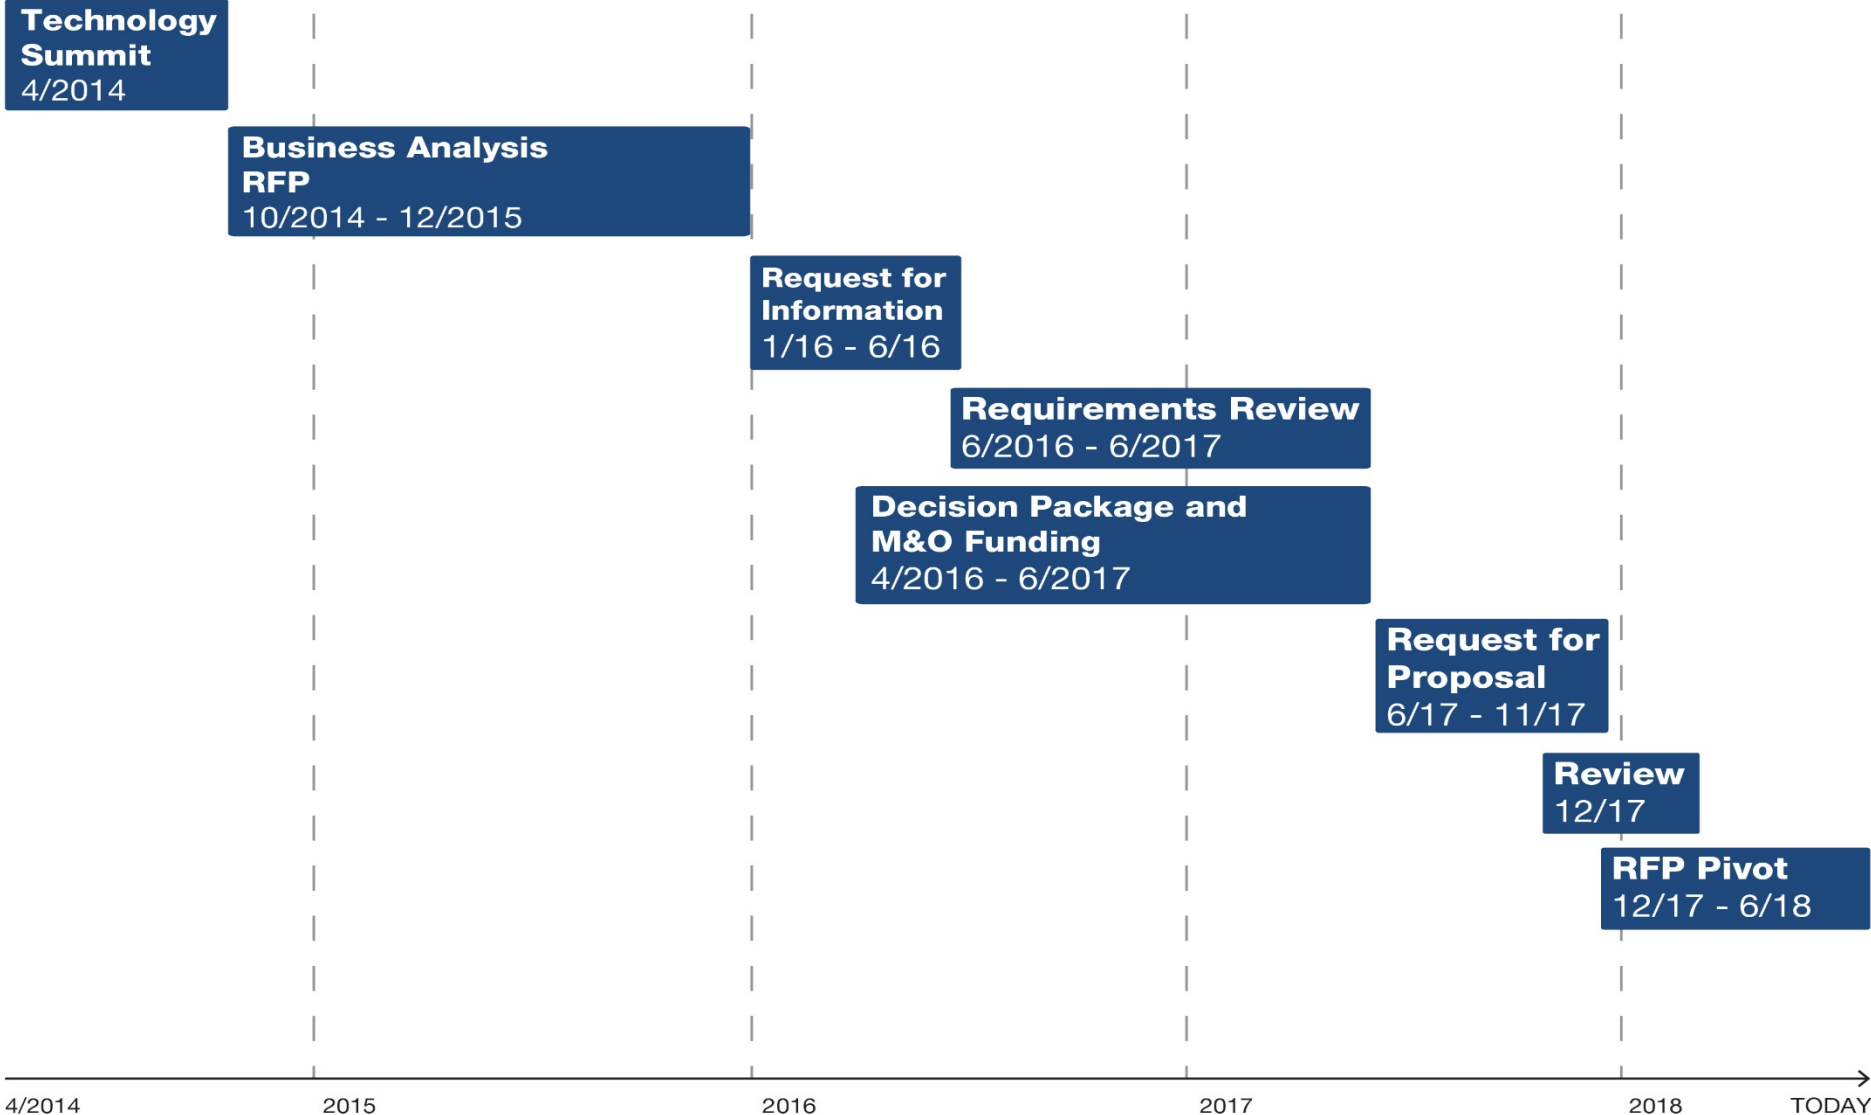 Technology
Summit
4/2014
Business Analysis
RFP
10/2014 - 12/2015
Request for
Information
1/16 - 6/16
Requirements Review
6/2016 - 6/2017
Decision Package and
M&O Funding
4/2016 - 6/2017
Request for
Proposal
6/17 - 11/17
Review
12/17
RFP Pivot
12/17 - 6/18
4/2014 2015 2016 2017 2018 TODAY